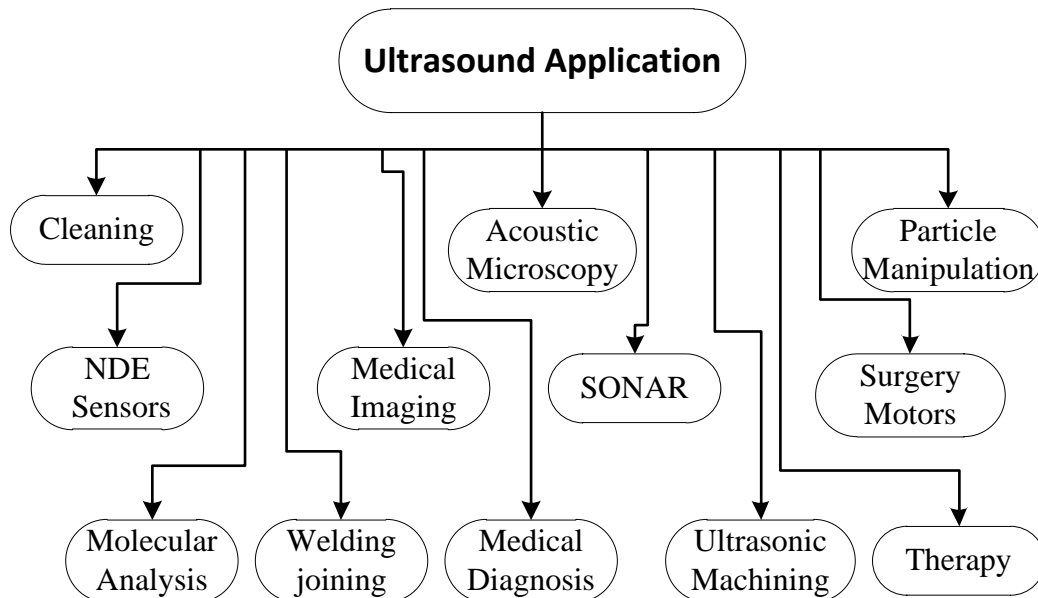 Ultrasound Application
Cleaning
Acoustic
Microscopy
Particle
Manipulation
NDE
Sensors
Medical
Imaging
SONAR
Surgery
Motors
Molecular
Analysis
Welding
joining
Medical
Diagnosis
Ultrasonic
Machining
Therapy